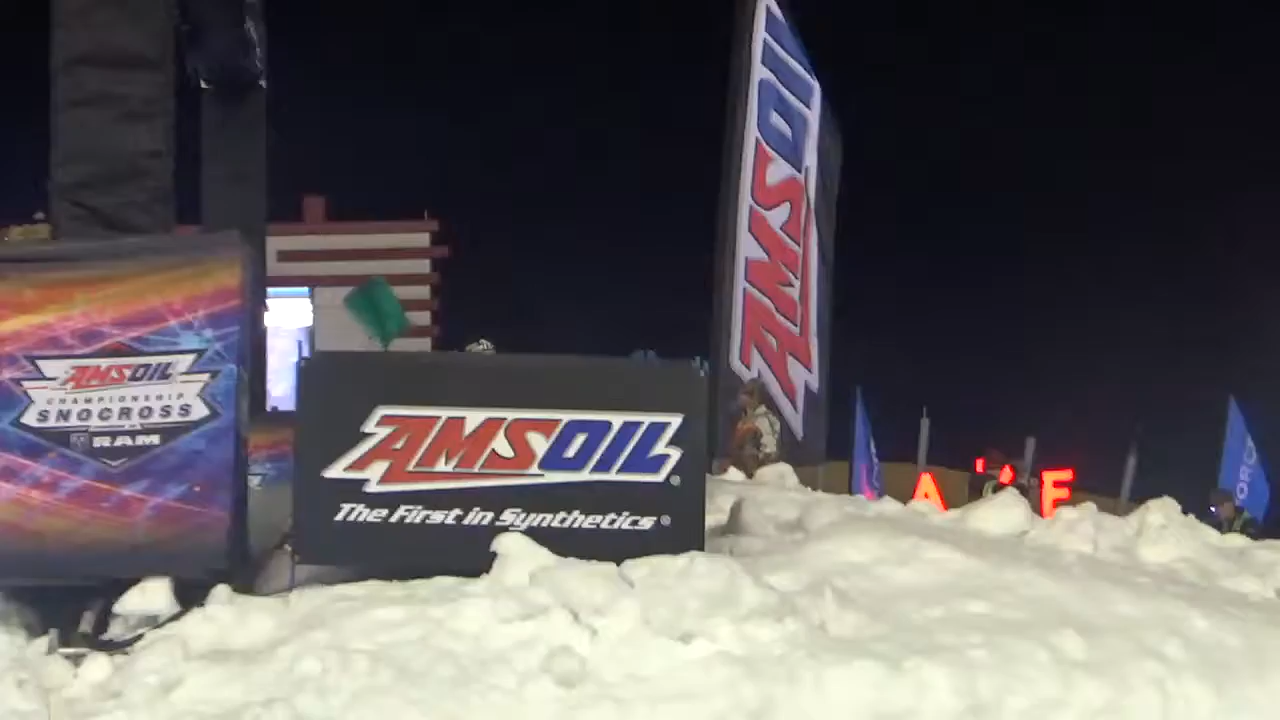 AMSOIL
AMSOIL
CHAMPIONSHIP
SNOCROSS
RAM
AMSOIL
The First in Synthetics®